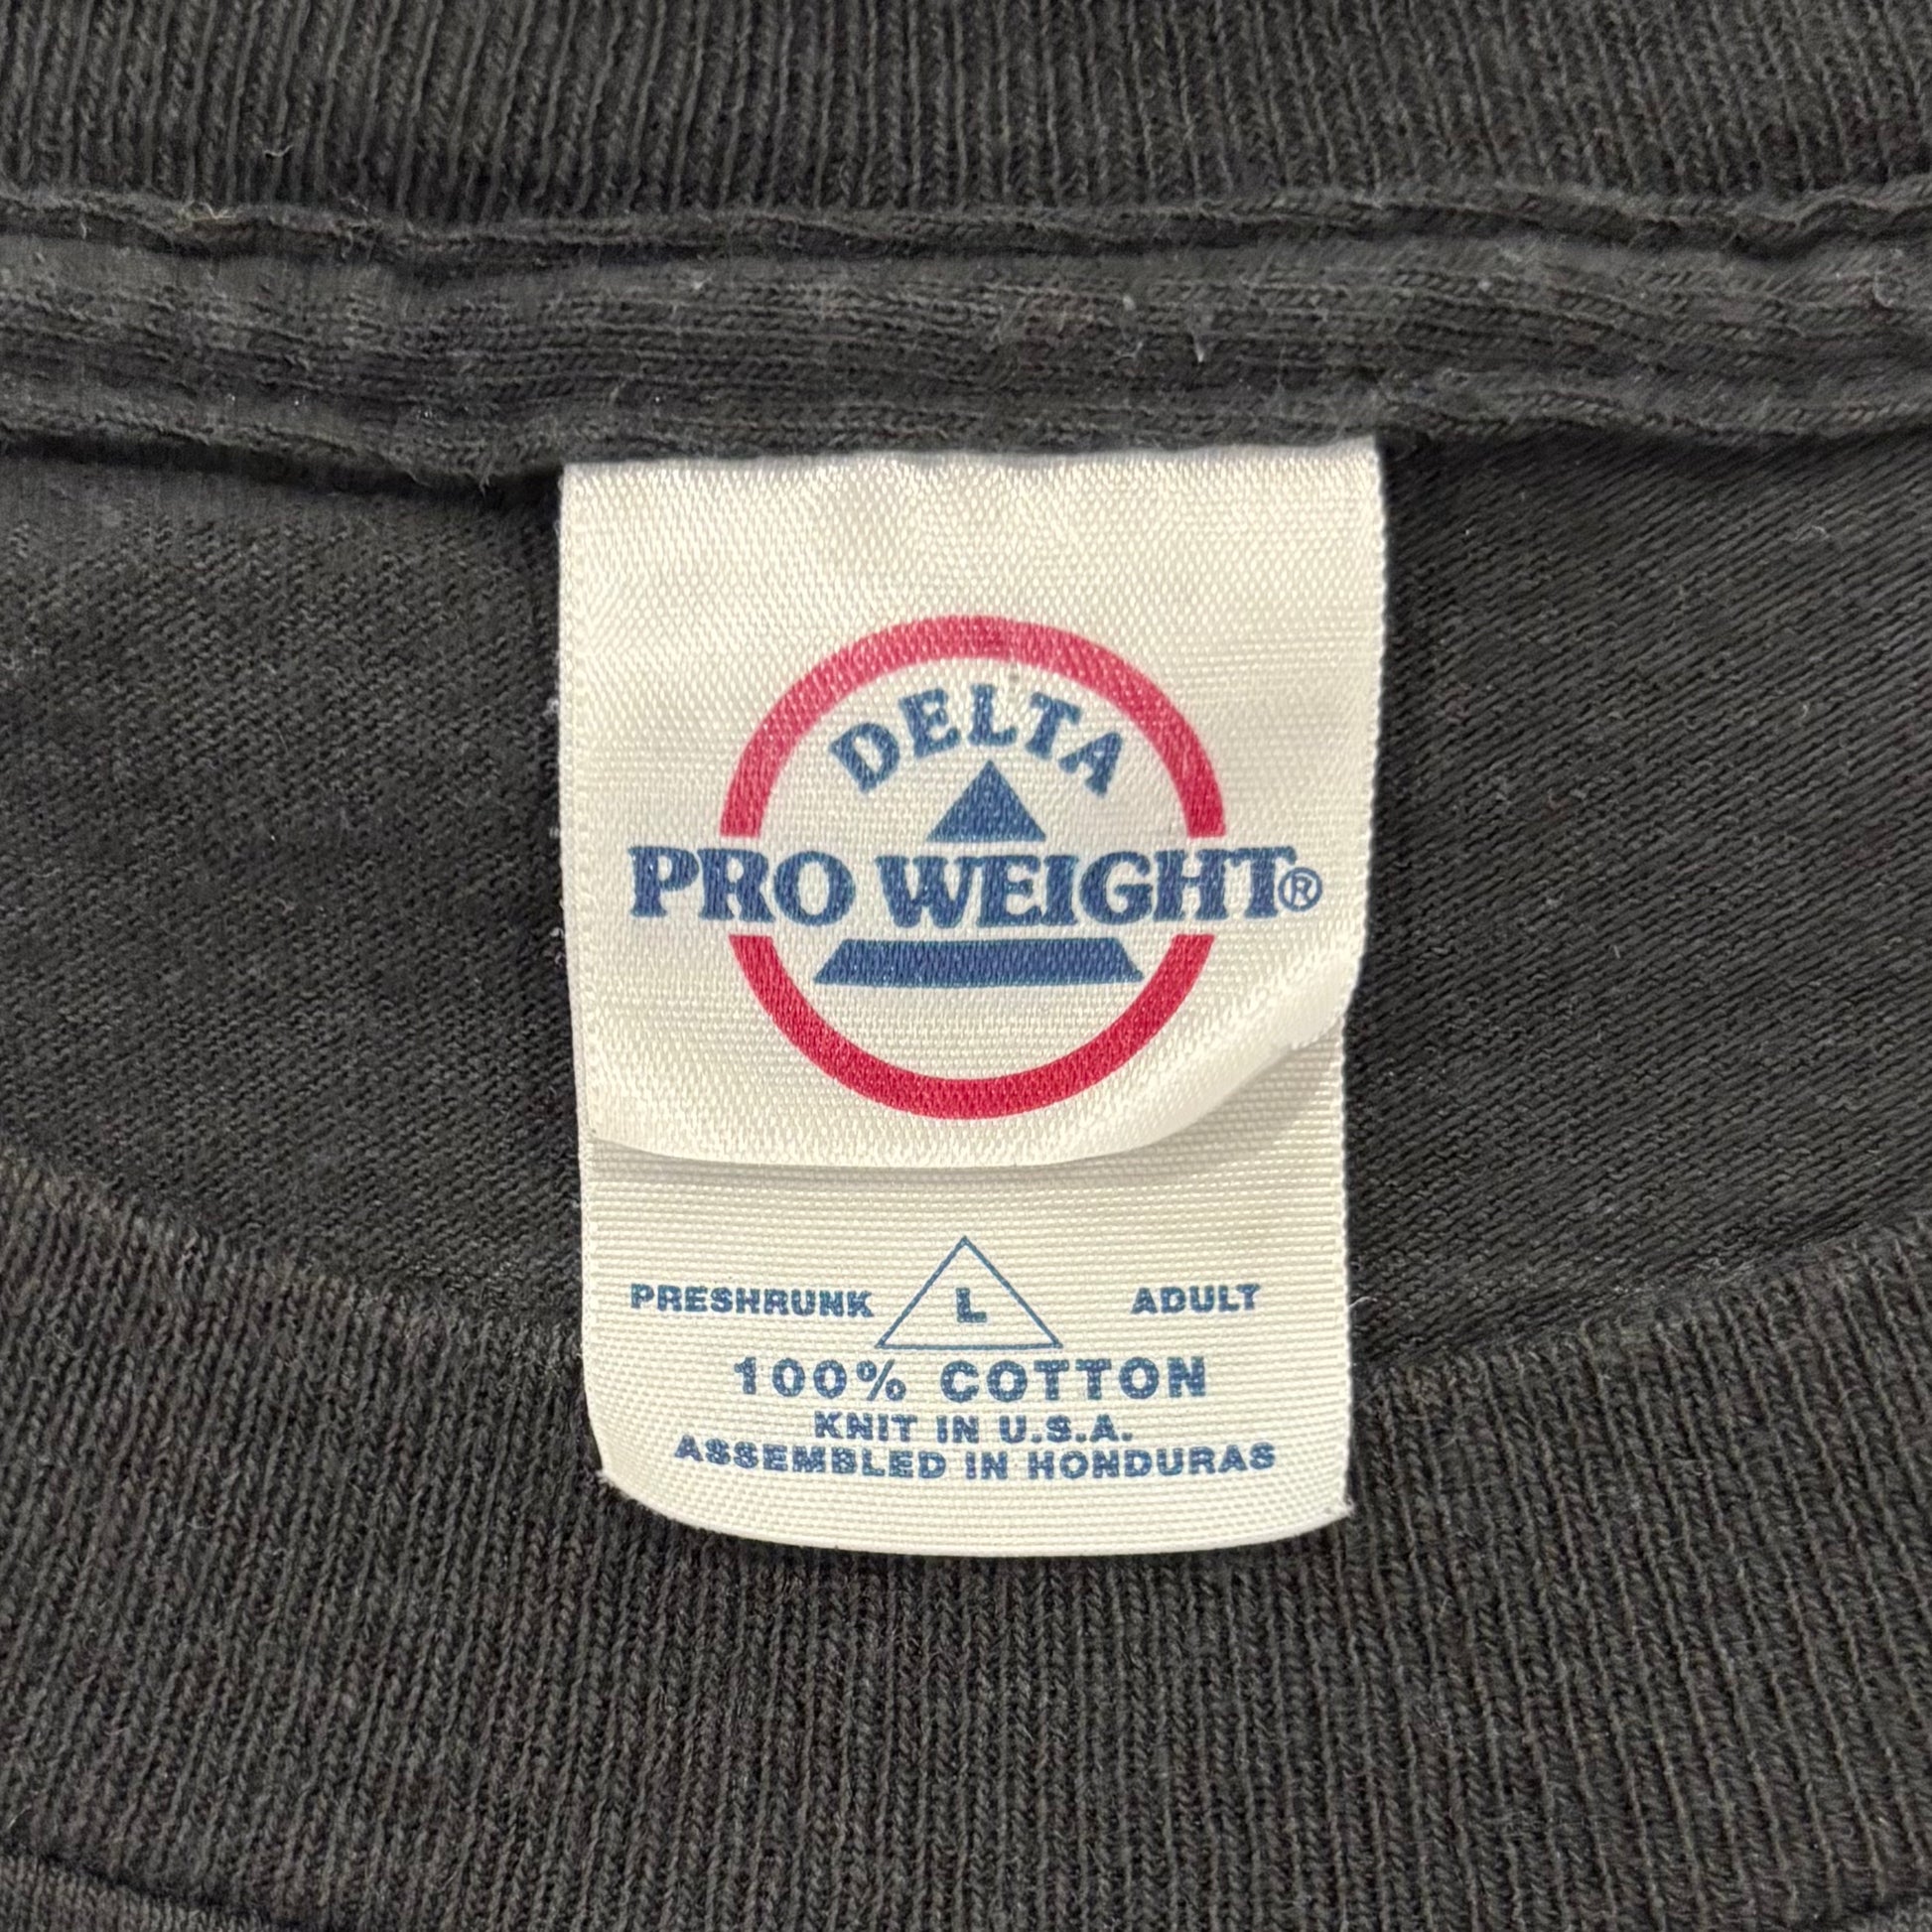 DELTA
PRO WEIGHT®
PRESHRUNK L ADULT
100% COTTON
KNIT IN U.S.A.
ASSEMBLED IN HONDURAS